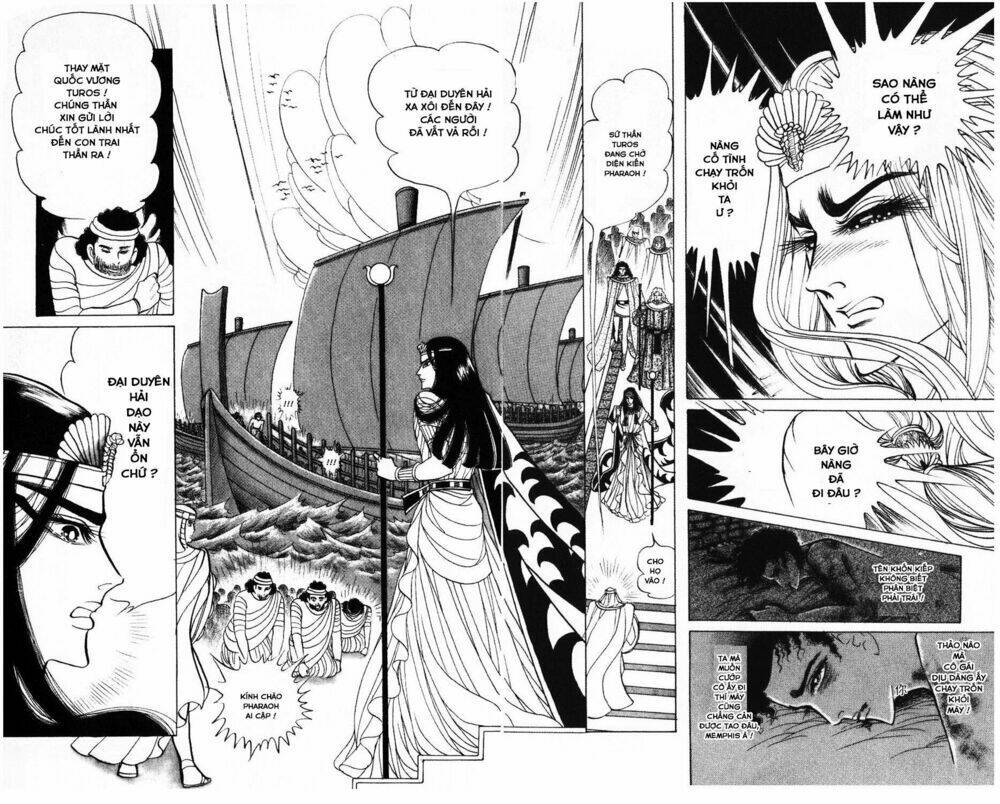 SAO NÀNG
CÓ THỂ
LÀM NHƯ
VẬY ?
NÀNG
CỐ TÌNH
CHẠY TRỐN
KHỎI
TA
Ư ?
BÂY GIỜ
NÀNG
ĐÃ
ĐI ĐÂU ?
TÊN KHỐN KIẾP
KHÔNG BIẾT
PHÂN BIỆT
PHẢI TRÁI !
THẢO NÀO
MÀ
CÔ GÁI
DỊU DÀNG ẤY
CHẠY TRỐN
KHỎI
MÀY !
TA MÀ
MUỐN
CƯỚP
CÔ ẤY ĐI
THÌ MÀY
CŨNG
CHẲNG CẢN
ĐƯỢC TAO ĐÂU,
MEMPHIS À !
SỨ THẦN
TUROS
ĐANG CHỜ
DIỆN KIẾN
PHARAOH !
CHO
HỌ
VÀO !
TỪ ĐẠI DUYÊN HẢI
XA XÔI ĐẾN ĐÂY !
CÁC NGƯỜI
ĐÃ VẤT VẢ RỒI !
!!!
!!!
KÍNH CHÀO
PHARAOH
AI CẬP !
THAY MẶT
QUỐC VƯƠNG
TUROS !
CHÚNG THẦN
XIN GỬI LỜI
CHÚC TỐT LÀNH NHẤT
ĐẾN CON TRAI
THẦN RA !
ĐẠI DUYÊN
HẢI
DẠO NÀY
VẪN
ỔN
CHỨ ?